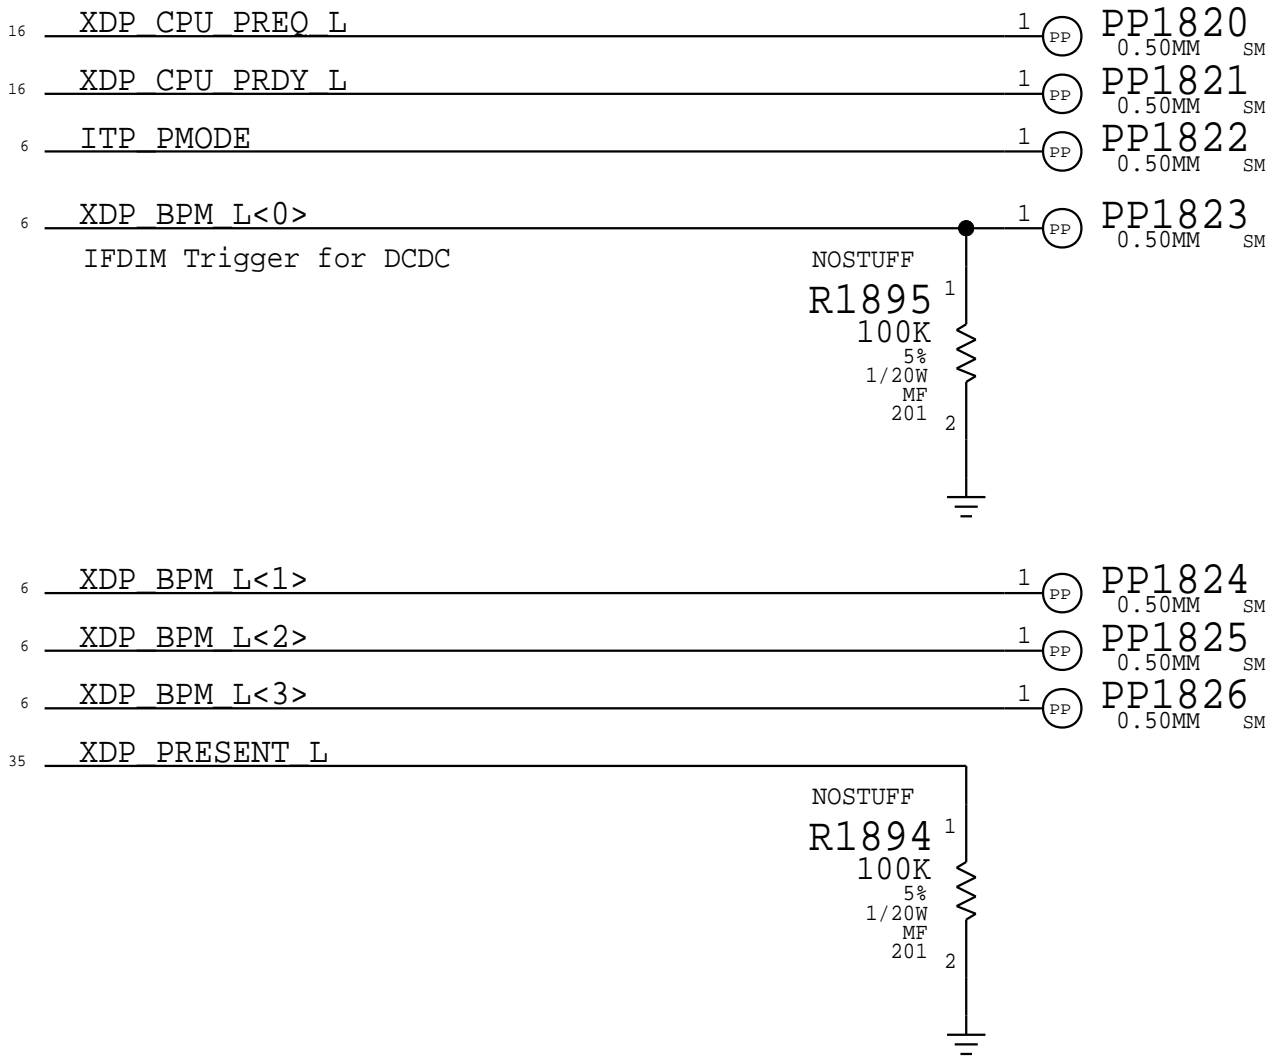 16 XDP_CPU_PREQ_L 1 PP PP1820
0.50MM SM
16 XDP_CPU_PRDY_L 1 PP PP1821
0.50MM SM
6 ITP_PMODE 1 PP PP1822
0.50MM SM
6 XDP_BPM_L<0> 1 PP PP1823
0.50MM SM
IFDIM Trigger for DCDC
NOSTUFF
R1895 1
100K
5%
1/20W
MF
201
2
6 XDP_BPM_L<1> 1 PP PP1824
0.50MM SM
6 XDP_BPM_L<2> 1 PP PP1825
0.50MM SM
6 XDP_BPM_L<3> 1 PP PP1826
0.50MM SM
35 XDP_PRESENT_L
NOSTUFF
R1894 1
100K
5%
1/20W
MF
201
2